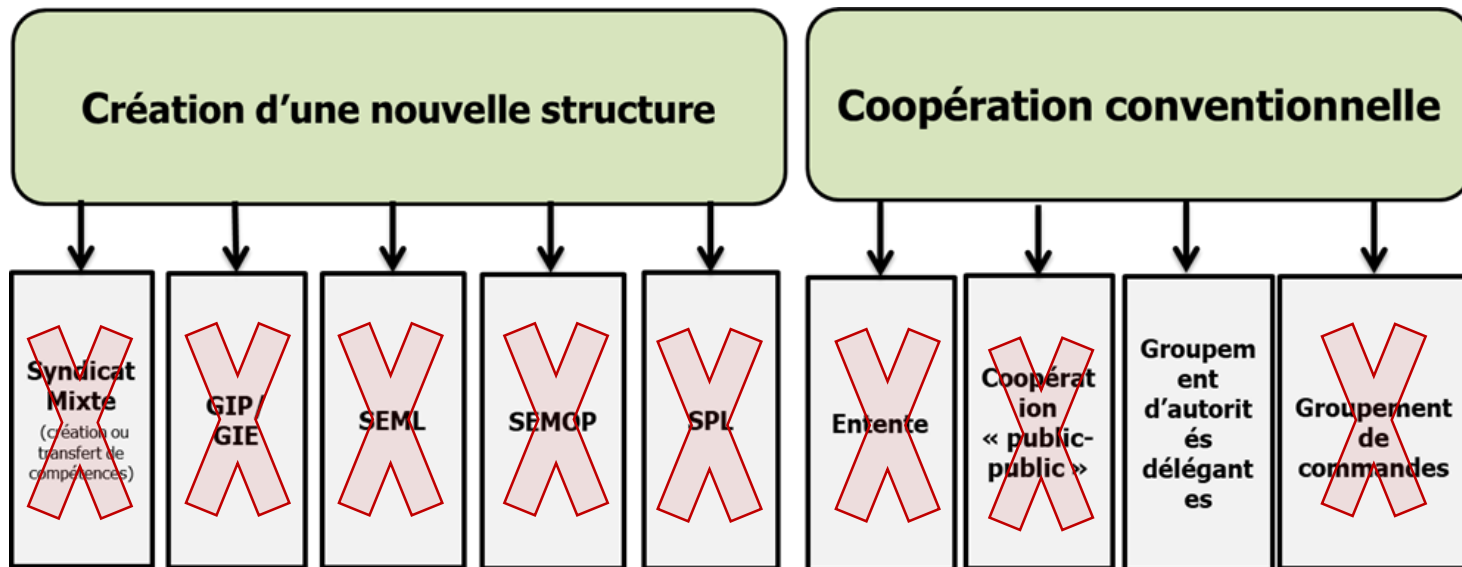 Création d’une nouvelle structure
Coopération conventionnelle
Syndicat
Mixte
(création ou
transfert de
compétences)
GIP/
GIE
SEML
SEMOP
SPL
Entente
Coopérat
ion
« public-
public »
Groupem
ent
d’autorit
és
délégant
es
Groupement
de
commandes